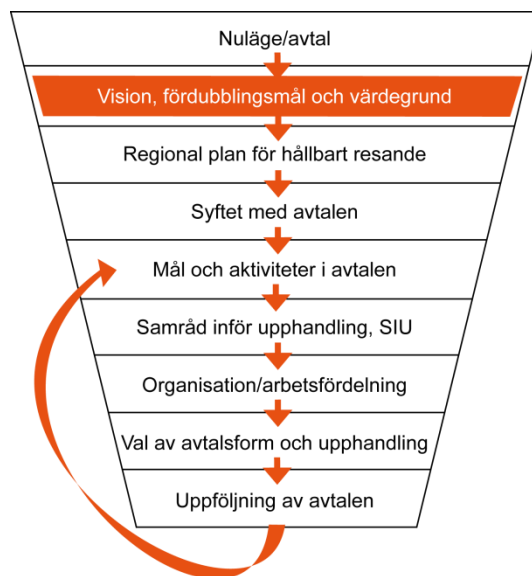 Nuläge/avtal
Vision, fördubblingsmål och värdegrund
Regional plan för hållbart resande
Syftet med avtalen
Mål och aktiviteter i avtalen
Samråd inför upphandling, SIU
Organisation/arbetsfördelning
Val av avtalsform och upphandling
Uppföljning av avtalen